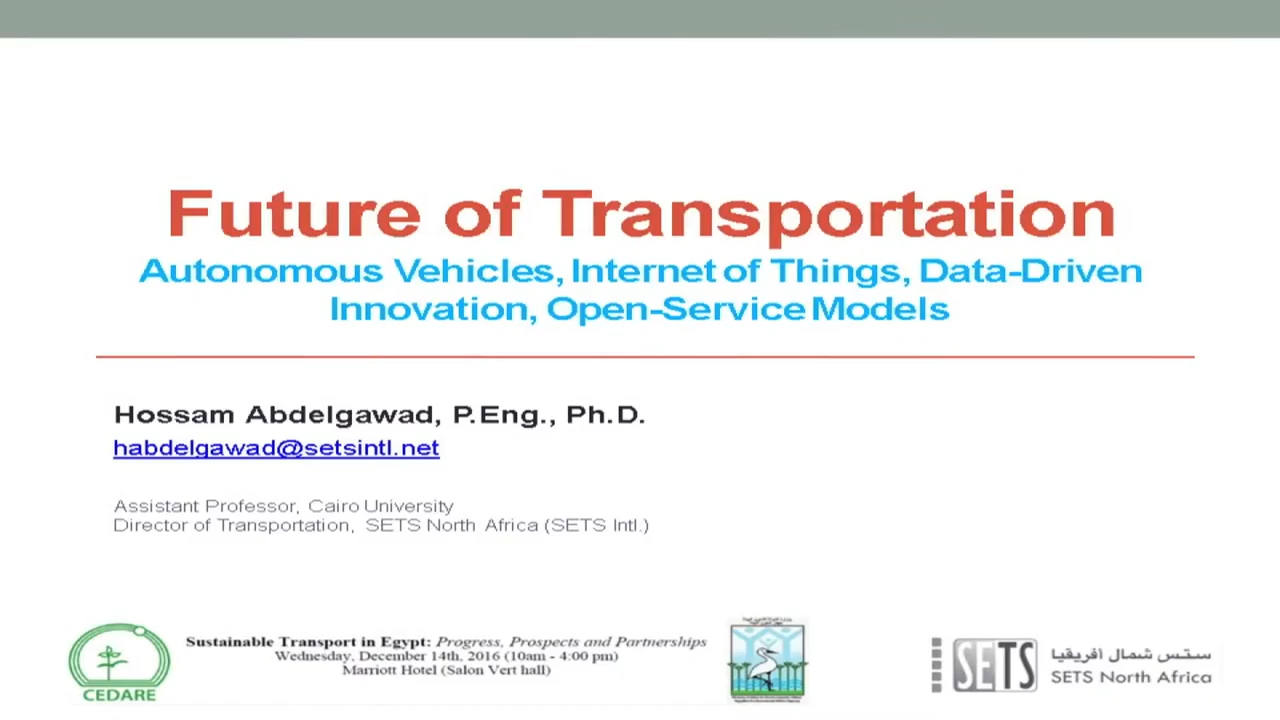 Future of Transportation
Autonomous Vehicles, Internet of Things, Data-Driven
Innovation, Open-Service Models
Hossam Abdelgawad, P.Eng., Ph.D.
habdelgawad@setsintl.net
Assistant Professor, Cairo University
Director of Transportation, SETS North Africa (SETS Intl.)
CEDARE
Sustainable Transport in Egypt: Progress, Prospects and Partnerships
Wednesday, December 14th, 2016 (10am - 4:00 pm)
Marriott Hotel (Salon Vert hall)
SETS
ستس شمال أفريقيا
SETS North Africa